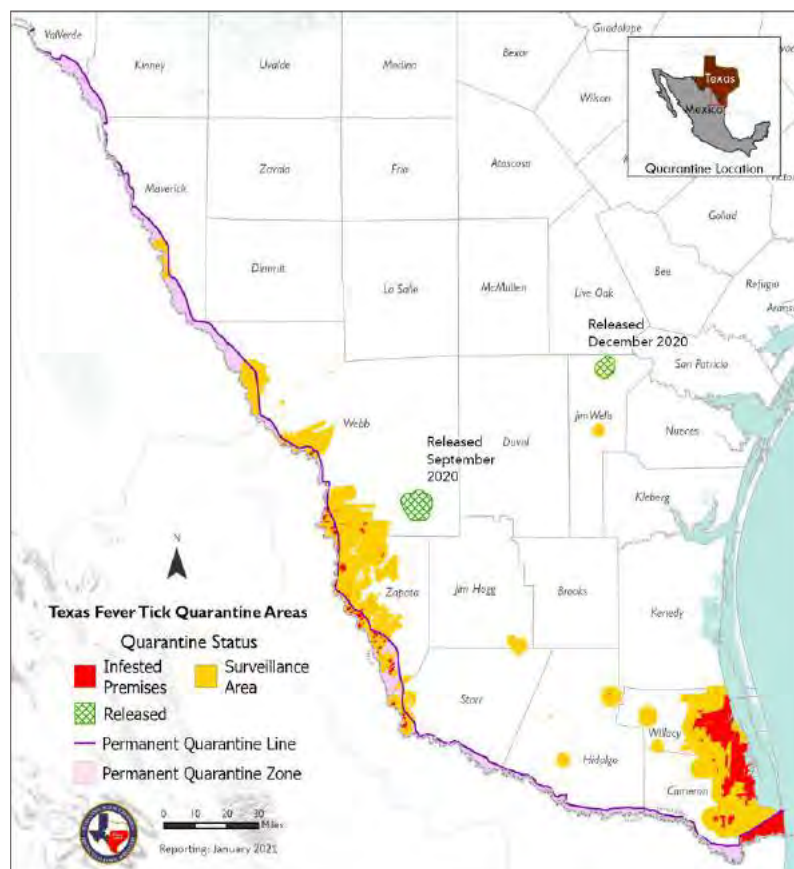 Guadalupe
ValVerde
Kinney
Uvalde
Medina
Bexar
Wilson
Texas
Mexico
Quarantine Location
Maverick
Zavala
Frio
Atascosa
Goliad
Dimmit
La Salle
McMullen
Live Oak
Bee
Refugio
Aransas
Released
December 2020
San Patricio
Webb
Duval
Jim Wells
Nueces
Released
September
2020
Kleberg
N
Zapata
Jim Hogg
Brooks
Kenedy
Texas Fever Tick Quarantine Areas
Quarantine Status
Infested
Premises
Surveillance
Area
Released
Starr
Permanent Quarantine Line
Willacy
Hidalgo
Permanent Quarantine Zone
Cameron
0 10 20 30
Miles
Reporting: January 2021